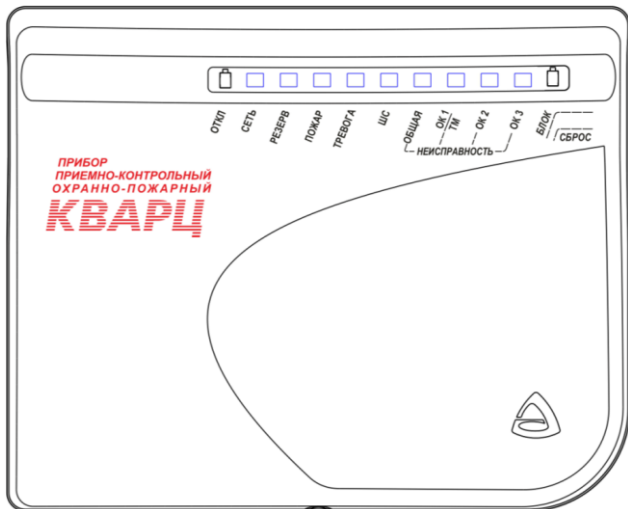 ОТКЛ
СЕТЬ
РЕЗЕРВ
ПОЖАР
ТРЕВОГА
ШС
ОБЩАЯ
ОК 1
ТМ
ОК 2
ОК 3
БЛОК
СБРОС
НЕИСПРАВНОСТЬ
ПРИБОР
ПРИЕМНО-КОНТРОЛЬНЫЙ
ОХРАННО-ПОЖАРНЫЙ
КВАРЦ